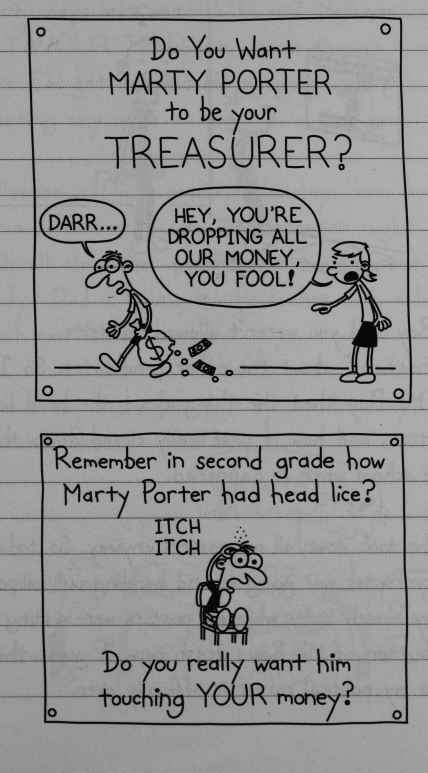 Do You Want
MARTY PORTER
to be your
TREASURER?
DARR...
HEY, YOU'RE
DROPPING ALL
OUR MONEY,
YOU FOOL!
$
Remember in second grade how
Marty Porter had head lice?
ITCH
ITCH
Do you really want him
touching YOUR money?